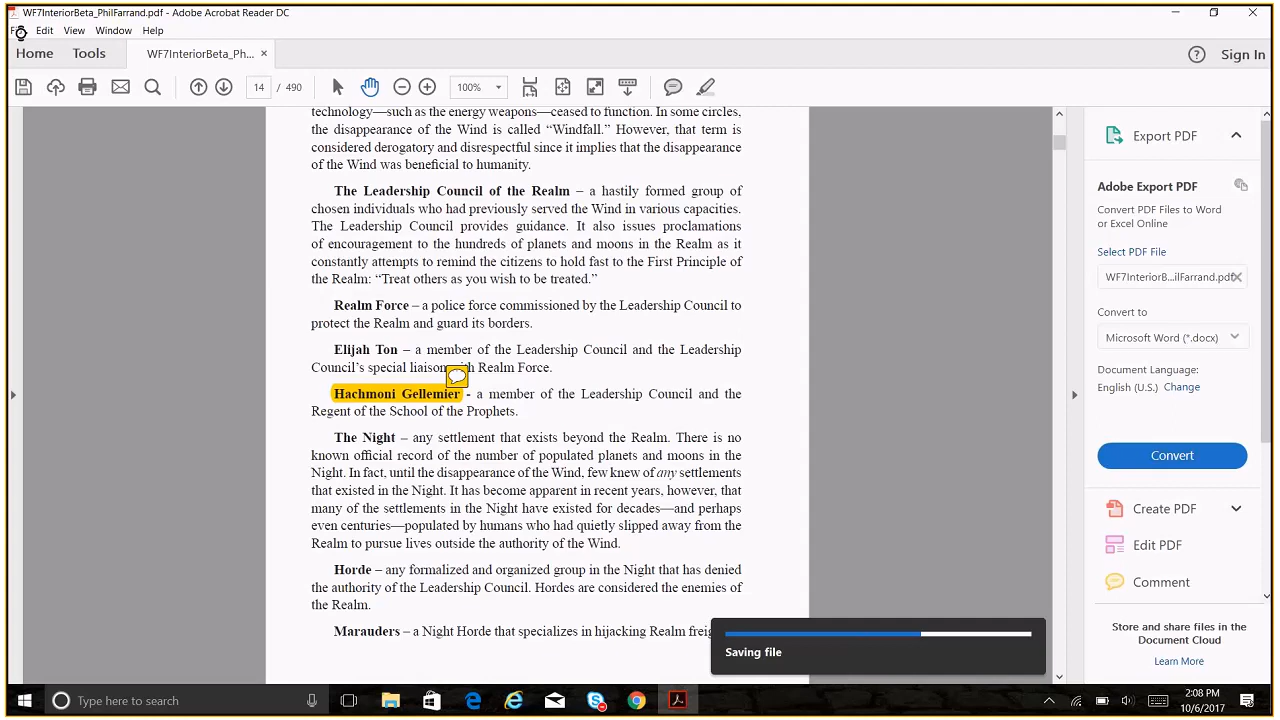 WF7InteriorBeta_PhilFarrand.pdf - Adobe Acrobat Reader DC
Edit View Window Help
Home Tools WF7InteriorBeta_Ph... × Sign In
14 / 490 100%
technology—such as the energy weapons—ceased to function. In some circles,
the disappearance of the Wind is called “Windfall.” However, that term is
considered derogatory and disrespectful since it implies that the disappearance
of the Wind was beneficial to humanity.
The Leadership Council of the Realm – a hastily formed group of
chosen individuals who had previously served the Wind in various capacities.
The Leadership Council provides guidance. It also issues proclamations
of encouragement to the hundreds of planets and moons in the Realm as it
constantly attempts to remind the citizens to hold fast to the First Principle of
the Realm: “Treat others as you wish to be treated.”
Realm Force – a police force commissioned by the Leadership Council to
protect the Realm and guard its borders.
Elijah Ton – a member of the Leadership Council and the Leadership
Council’s special liaison with Realm Force.
Hachmoni Gellemier - a member of the Leadership Council and the
Regent of the School of the Prophets.
The Night – any settlement that exists beyond the Realm. There is no
known official record of the number of populated planets and moons in the
Night. In fact, until the disappearance of the Wind, few knew of any settlements
that existed in the Night. It has become apparent in recent years, however, that
many of the settlements in the Night have existed for decades—and perhaps
even centuries—populated by humans who had quietly slipped away from the
Realm to pursue lives outside the authority of the Wind.
Horde – any formalized and organized group in the Night that has denied
the authority of the Leadership Council. Hordes are considered the enemies of
the Realm.
Marauders – a Night Horde that specializes in hijacking Realm
Export PDF
Adobe Export PDF
Convert PDF Files to Word
or Excel Online
Select PDF File
WF7InteriorB...ilFarrand.pdf
Convert to
Microsoft Word (*.docx)
Document Language:
English (U.S.) Change
Convert
Create PDF
Edit PDF
Comment
Store and share files in the
Document Cloud
Learn More
Saving file
Type here to search
2:08 PM
10/6/2017